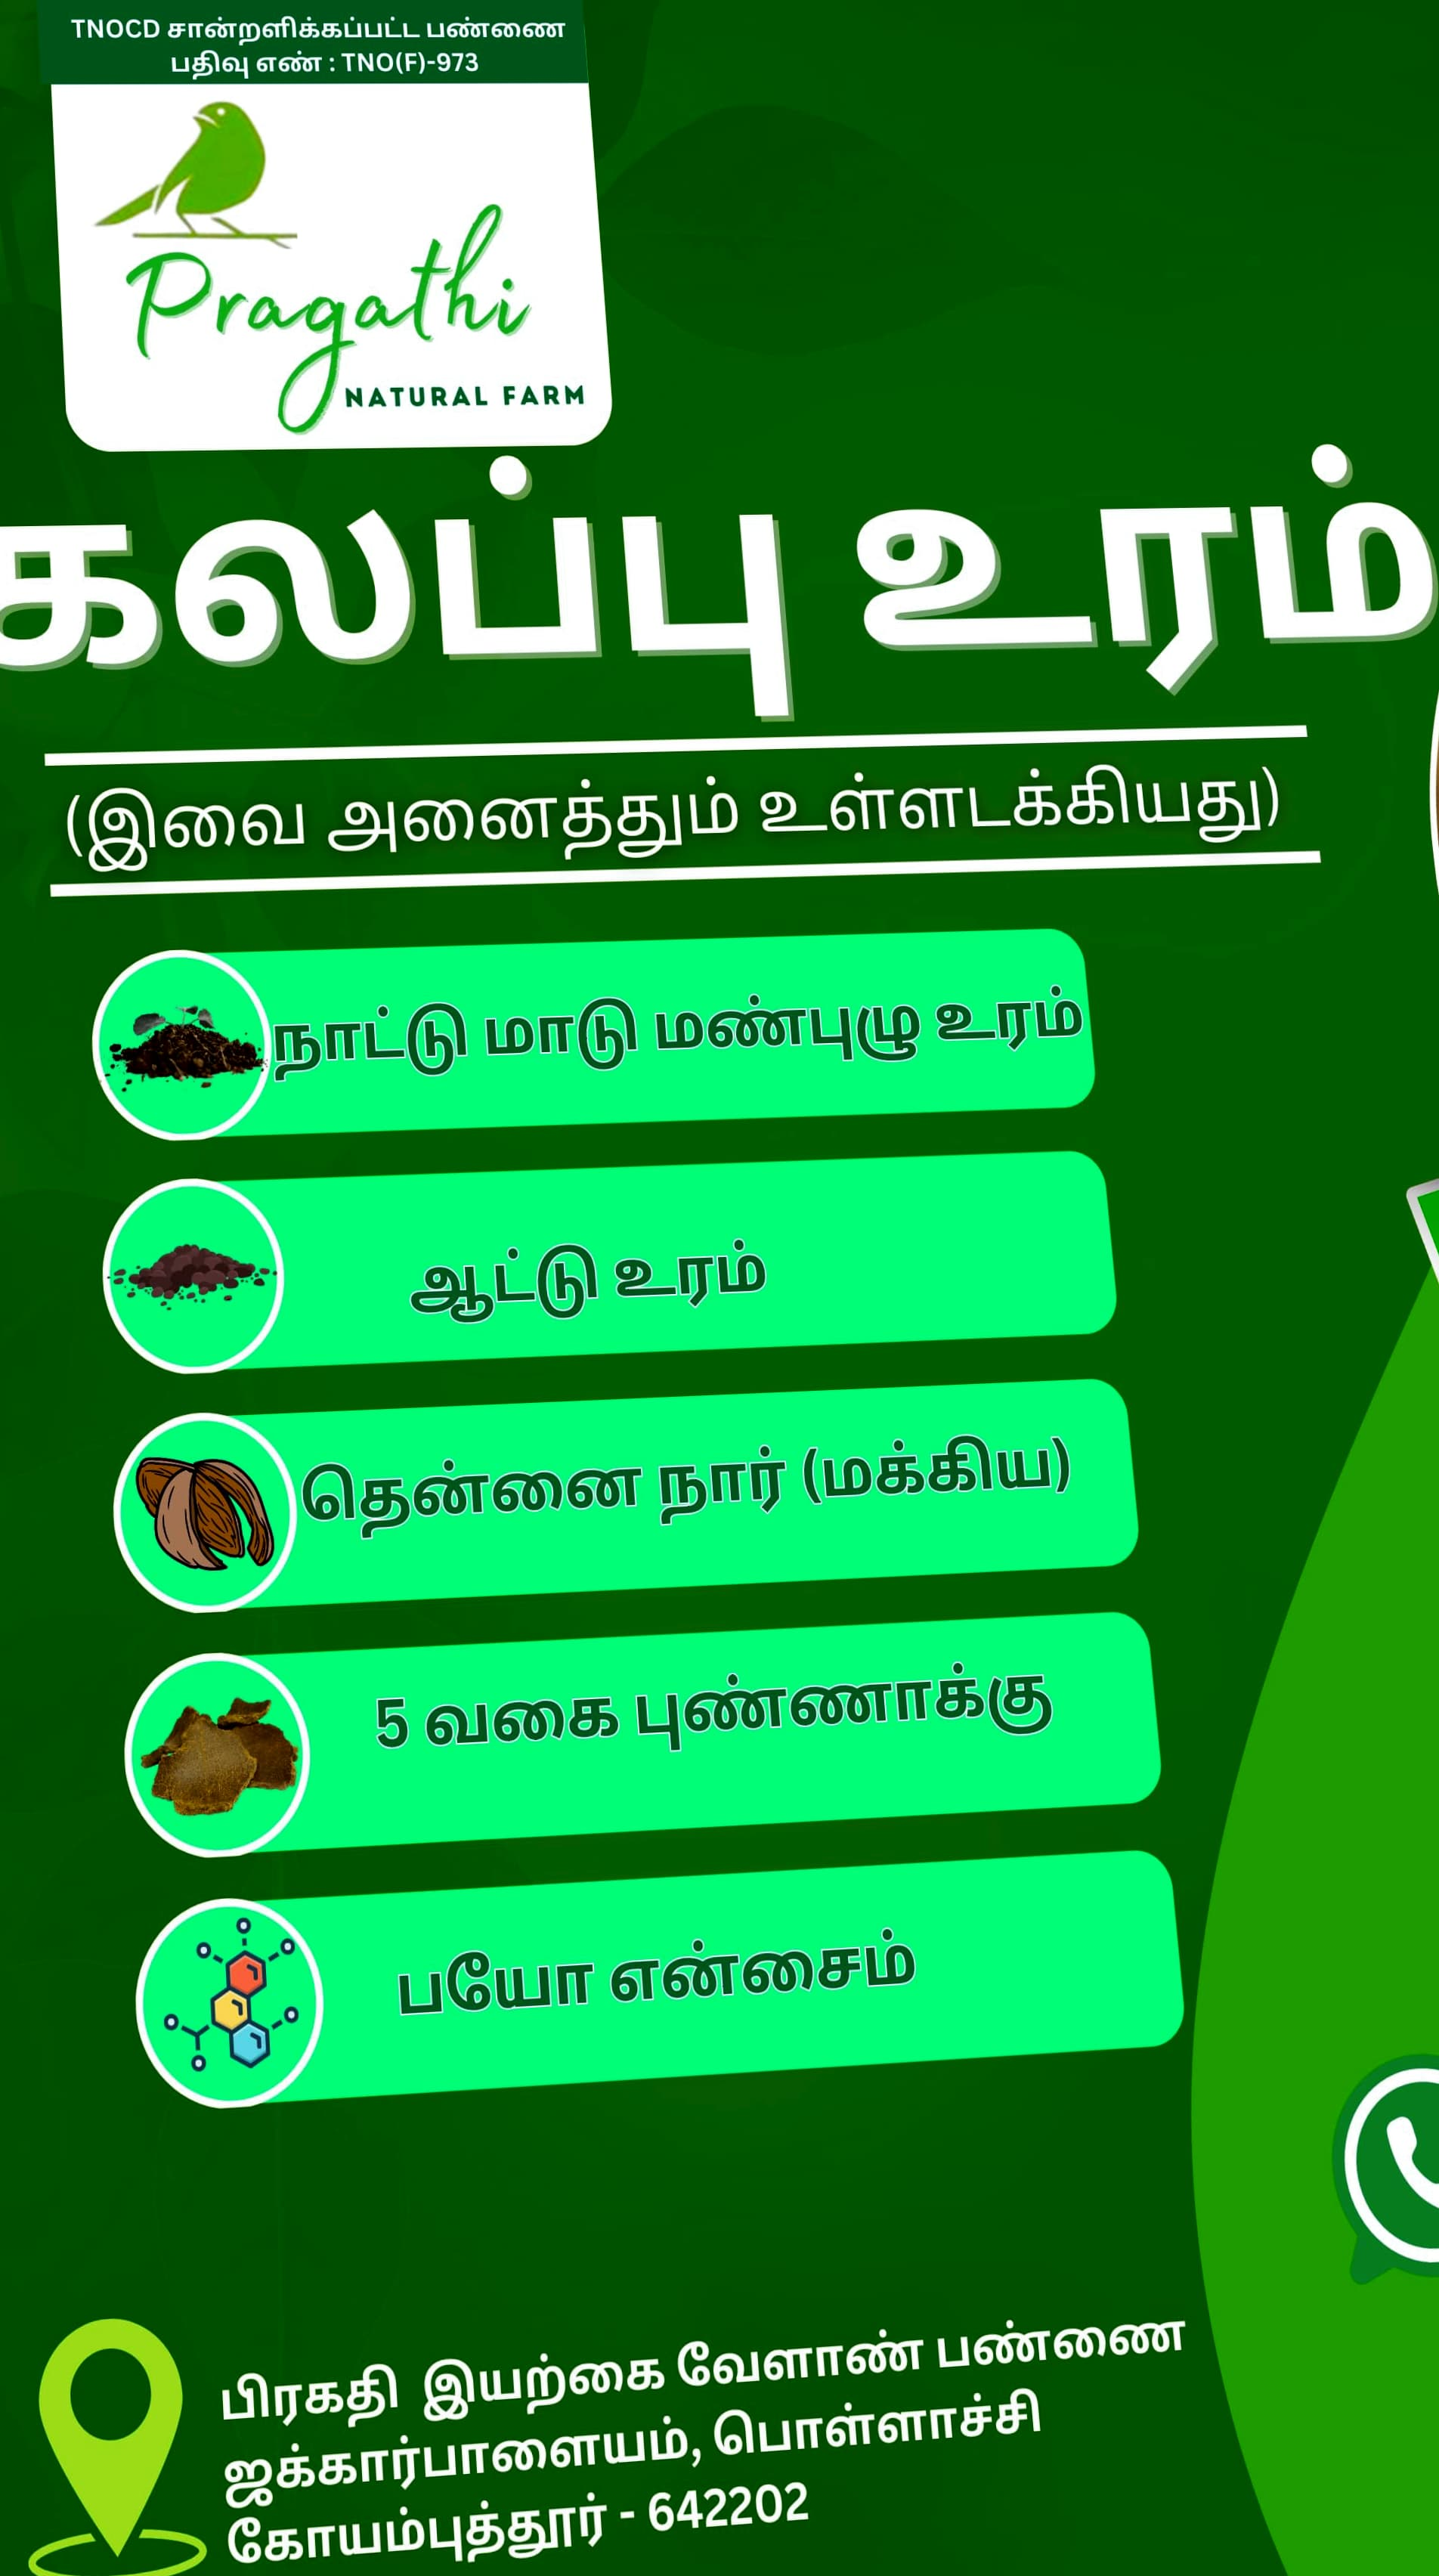 TNOCD சான்றளிக்கப்பட்ட பண்ணை
பதிவு எண் : TNO(F)-973
Pragathi
NATURAL FARM
கலப்பு உரம்
(இவை அனைத்தும் உள்ளடக்கியது)
நாட்டு மாடு மண்புழு உரம்
ஆட்டு உரம்
தென்னை நார் (மக்கிய)
5 வகை புண்ணாக்கு
பயோ என்சைம்
பிரகதி இயற்கை வேளாண் பண்ணை
ஜக்கார்பாளையம், பொள்ளாச்சி
கோயம்புத்தூர் - 642202